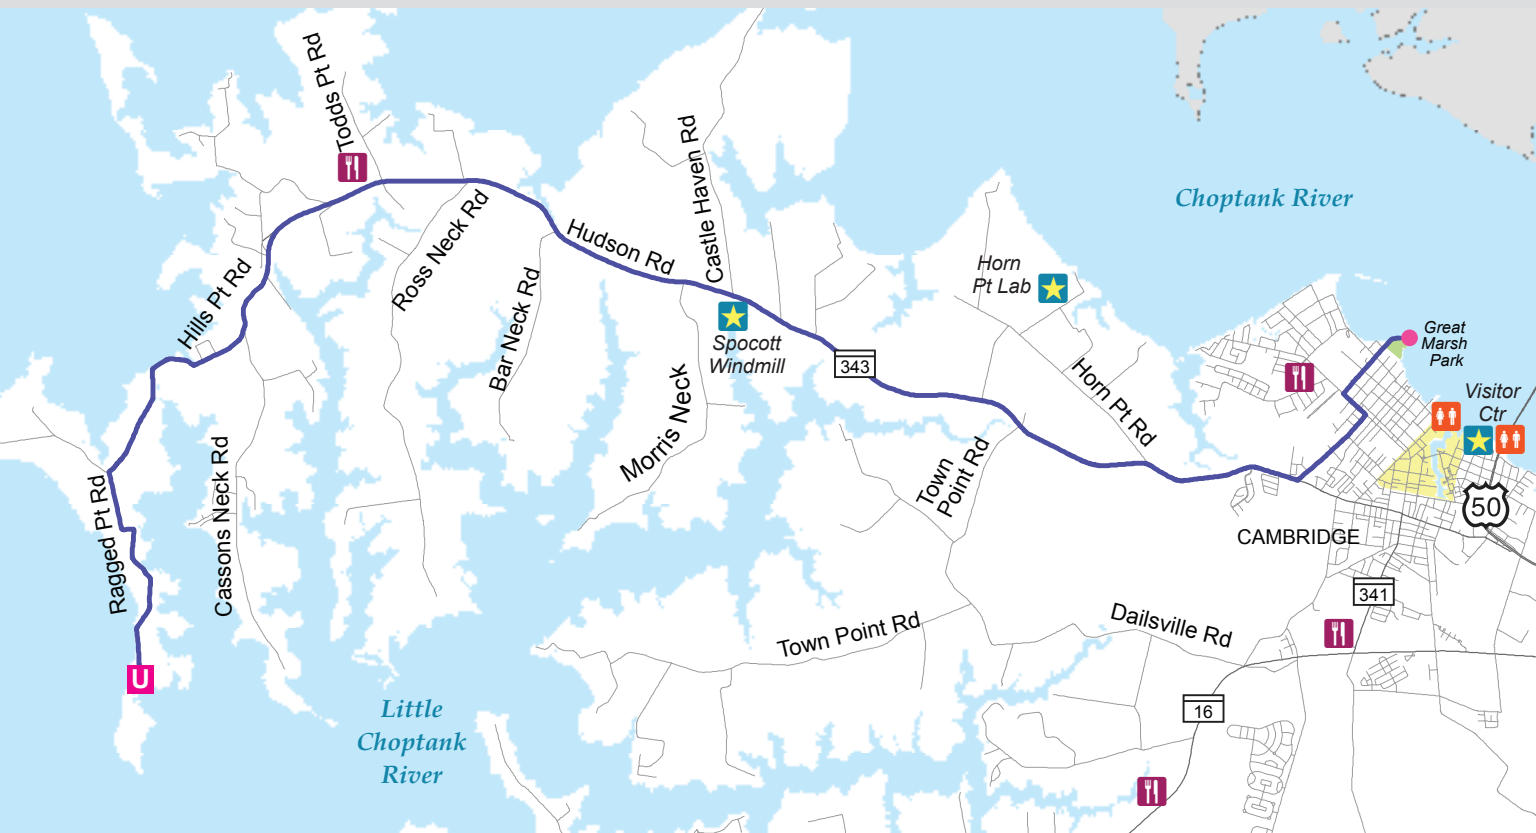 Todds Pt Rd
Castle Haven Rd
Choptank River
Ross Neck Rd
Hudson Rd
Hills Pt Rd
Bar Neck Rd
Horn
Pt Lab
Spocott
Windmill
343
Great
Marsh
Park
Horn Pt Rd
Morris Neck
Visitor
Ctr
Town
Point Rd
Cassons Neck Rd
Ragged Pt Rd
50
CAMBRIDGE
341
Town Point Rd
Dailsville Rd
U
16
Little
Choptank
River